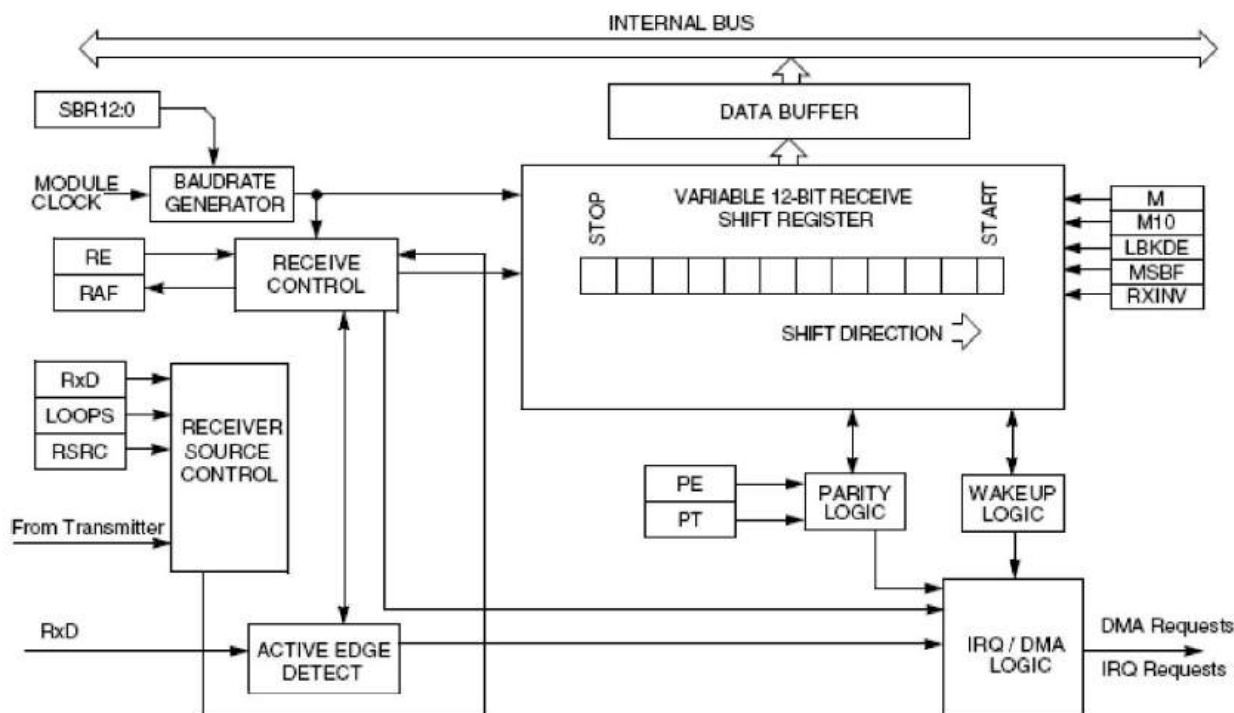 INTERNAL BUS
SBR12:0
DATA BUFFER
MODULE
CLOCK
BAUDRATE
GENERATOR
VARIABLE 12-BIT RECEIVE
SHIFT REGISTER
STOP
START
M
M10
LBKDE
MSBF
RXINV
RE
RAF
RECEIVE
CONTROL
SHIFT DIRECTION
RxD
LOOPS
RSRC
RECEIVER
SOURCE
CONTROL
From Transmitter
PE
PT
PARITY
LOGIC
WAKEUP
LOGIC
RxD
ACTIVE EDGE
DETECT
IRQ / DMA
LOGIC
DMA Requests
IRQ Requests